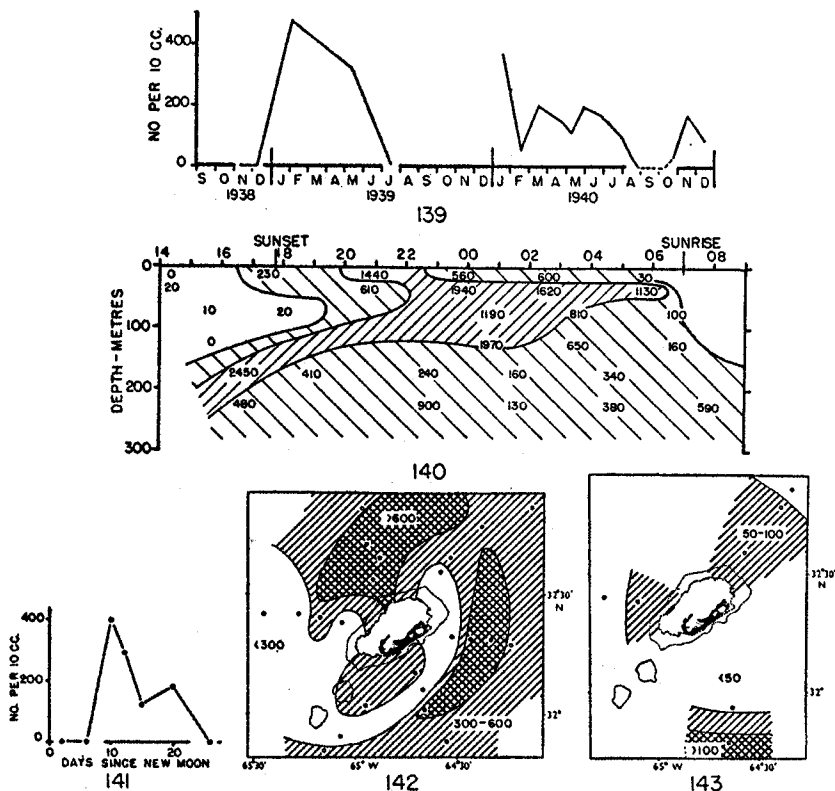 NO. PER 10 CC.
400
200
0
S O N D J F M A M J J A S O N D J F M A M J J A S O N D
1938 1939 1940
139
SUNSET SUNRISE
14 16 18 20 22 00 02 04 06 08
DEPTH-METRES
0
100
200
300
0 230 1440 560 600 30
20 610 1940 1620 1130
10 20 1190 810 100
0 1970 650 160
2450 410 240 160 340
480 900 130 380 590
140
NO. PER 10 CC.
400
200
0
0 10 20
DAYS SINCE NEW MOON
141
>600
<300
300-600
32°30'
N
32°
65°30' 65° W 64°30'
142
50-100
<50
>100
32°30'
N
32°
65° W 64°30'
143